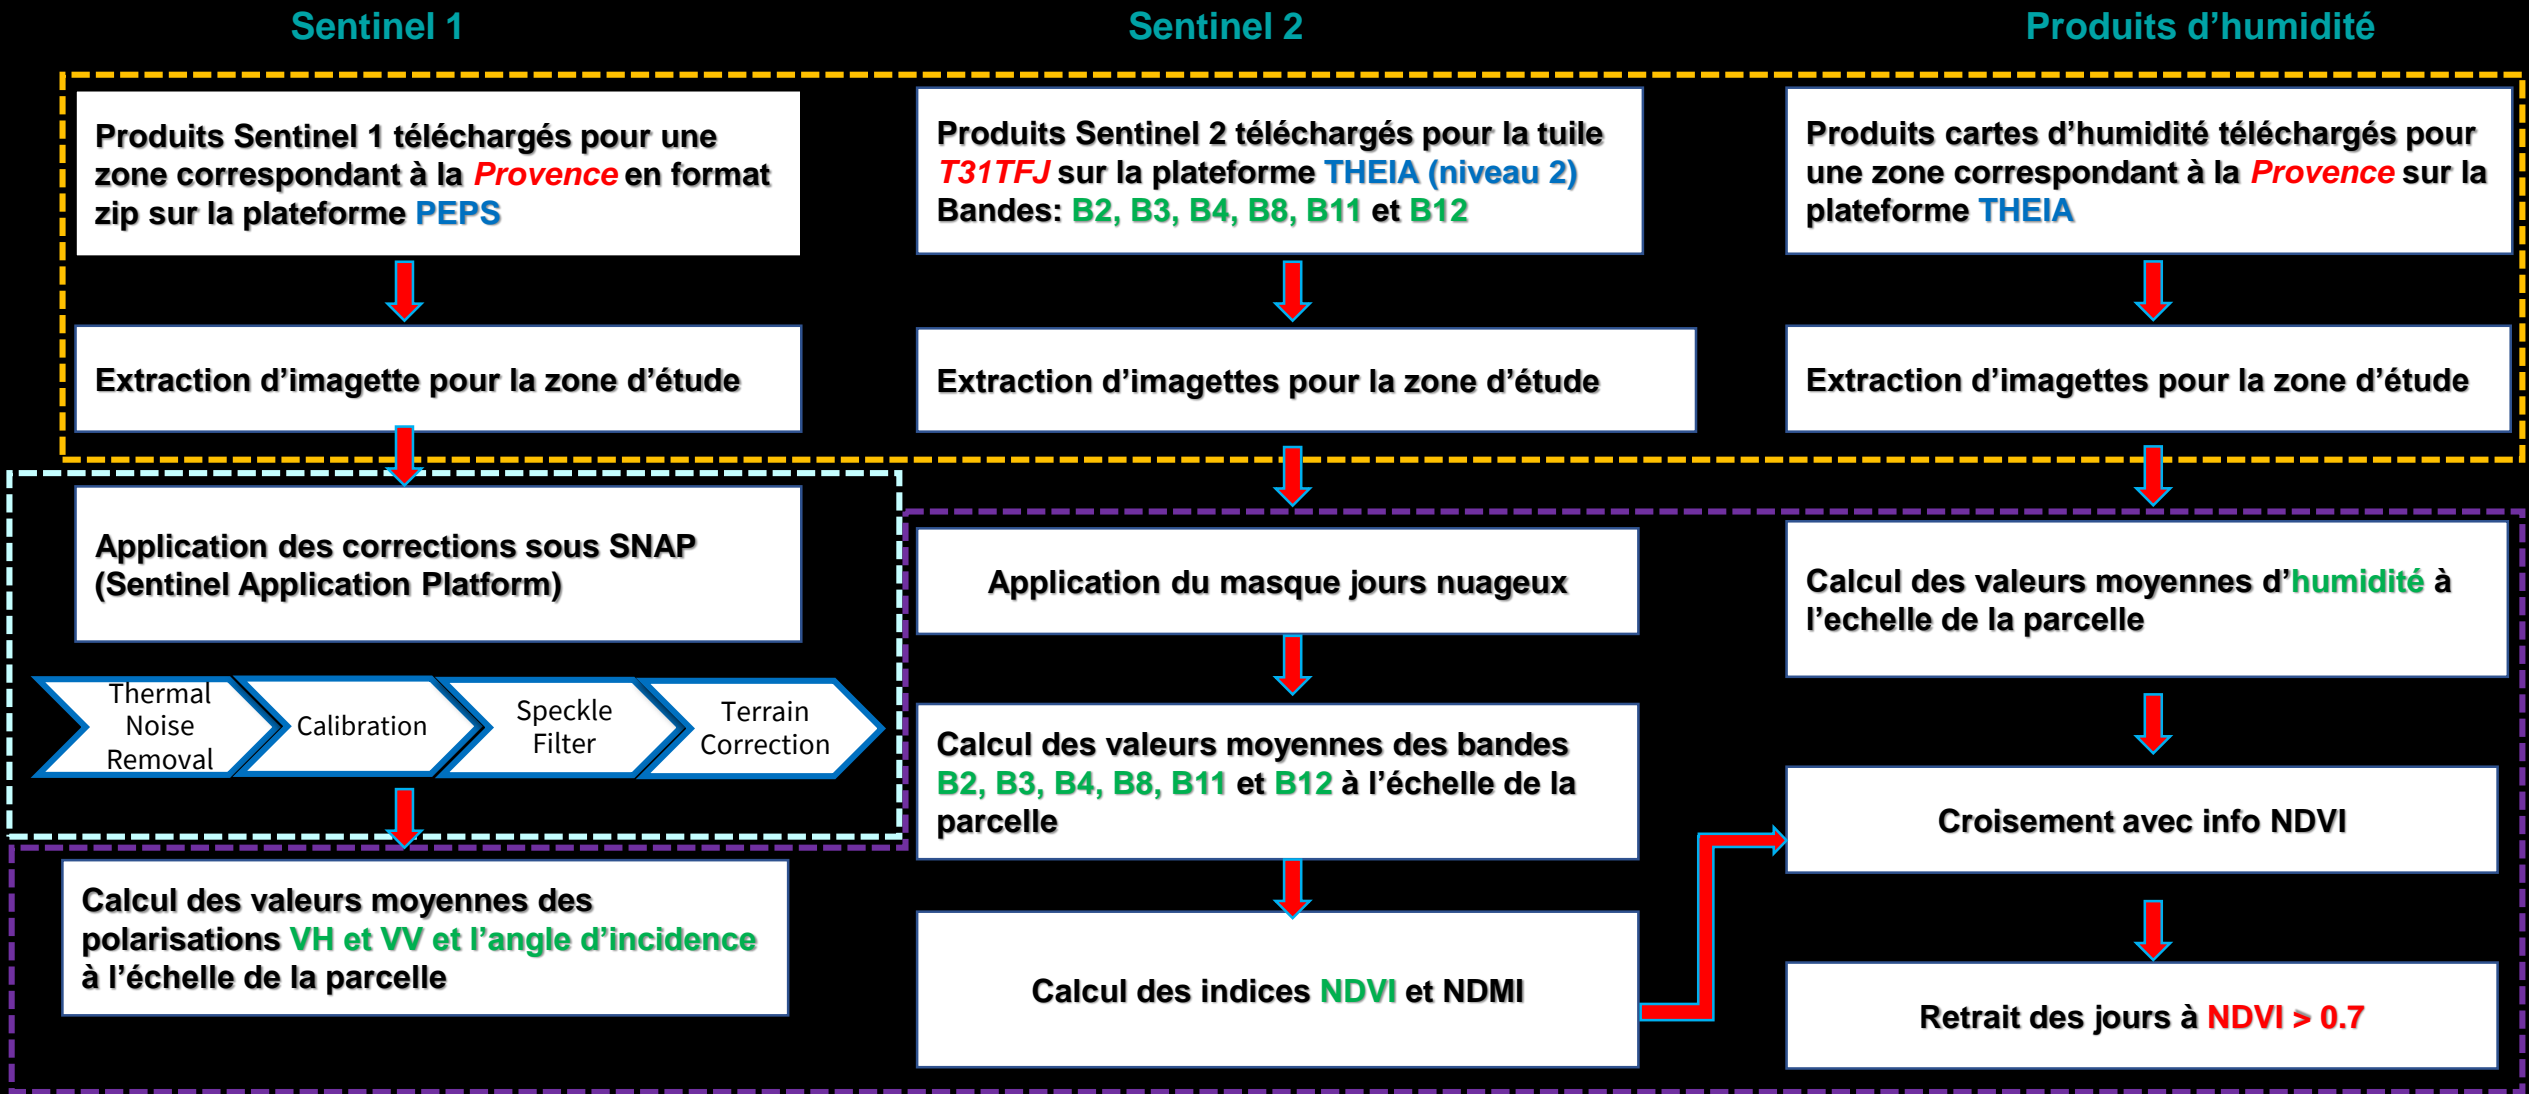 Sentinel 1
Produits Sentinel 1 téléchargés pour une
zone correspondant à la Provence en format
zip sur la plateforme PEPS
Extraction d’imagette pour la zone d’étude
Application des corrections sous SNAP
(Sentinel Application Platform)
Thermal
Noise
Removal
Calibration
Speckle
Filter
Terrain
Correction
Calcul des valeurs moyennes des
polarisations VH et VV et l’angle d’incidence
à l’échelle de la parcelle
Sentinel 2
Produits Sentinel 2 téléchargés pour la tuile
T31TFJ sur la plateforme THEIA (niveau 2)
Bandes: B2, B3, B4, B8, B11 et B12
Extraction d’imagettes pour la zone d’étude
Application du masque jours nuageux
Calcul des valeurs moyennes des bandes
B2, B3, B4, B8, B11 et B12 à l’échelle de la
parcelle
Calcul des indices NDVI et NDMI
Produits d’humidité
Produits cartes d’humidité téléchargés pour
une zone correspondant à la Provence sur la
plateforme THEIA
Extraction d’imagettes pour la zone d’étude
Calcul des valeurs moyennes d’humidité à
l’echelle de la parcelle
Croisement avec info NDVI
Retrait des jours à NDVI > 0.7